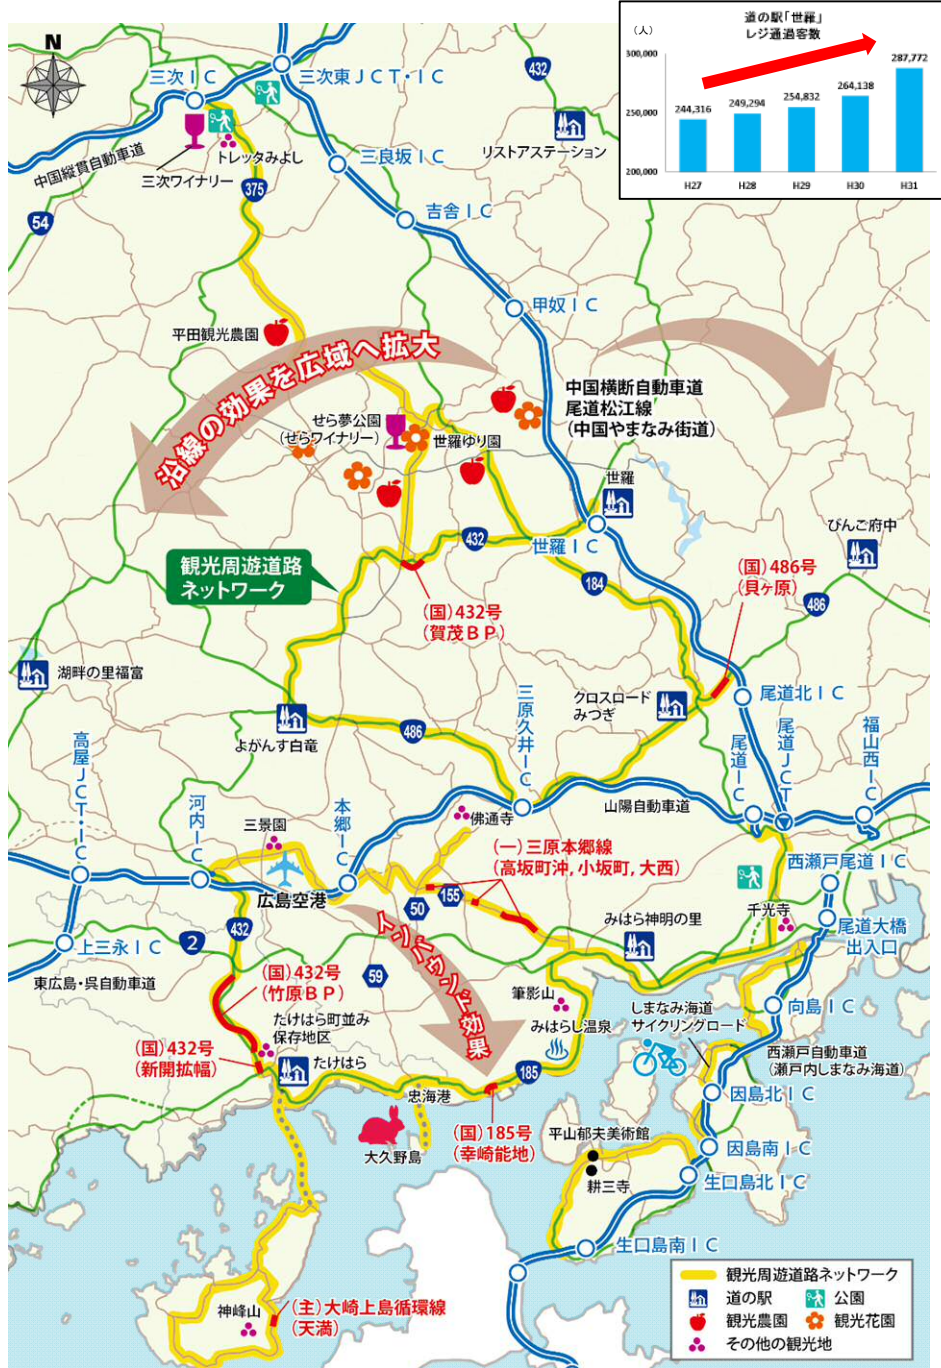 道の駅「世羅」
レジ通過客数
（人）
300,000
250,000
200,000
244,316
249,294
254,832
264,138
287,772
H27
H28
H29
H30
H31
N
三次ＩＣ
三次東ＪＣＴ・ＩＣ
432
リストアステーション
トレッタみよし
三次ワイナリー
中国縦貫自動車道
三良坂ＩＣ
375
54
吉舎ＩＣ
甲奴ＩＣ
平田観光農園
沿線の効果を広域へ拡大
中国横断自動車道
尾道松江線
（中国やまなみ街道）
せら夢公園
（せらワイナリー）
世羅ゆり園
世羅
びんご府中
432
世羅ＩＣ
観光周遊道路
ネットワーク
（国）432号
（賀茂ＢＰ）
184
（国）486号
（貝ヶ原）
486
湖畔の里福富
クロスロード
みつぎ
尾道北ＩＣ
よがんす白竜
486
三原久井ＩＣ
尾道ＩＣ
尾道ＪＣＴ
福山西ＩＣ
高屋ＪＣＴ・ＩＣ
河内ＩＣ
本郷ＩＣ
三景園
佛通寺
山陽自動車道
（一）三原本郷線
（高坂町沖，小坂町，大西）
西瀬戸尾道ＩＣ
広島空港
50
155
みはら神明の里
千光寺
尾道大橋
出入口
432
2
上三永ＩＣ
東広島・呉自動車道
（国）432号
（竹原ＢＰ）
59
インバウンド効果
筆影山
みはらし温泉
しまなみ海道
サイクリングロード
向島ＩＣ
たけはら町並み
保存地区
（国）432号
（新開拡幅）
たけはら
西瀬戸自動車道
（瀬戸内しまなみ海道）
185
忠海港
因島北ＩＣ
大久野島
（国）185号
（幸崎能地）
平山郁夫美術館
耕三寺
因島南ＩＣ
生口島北ＩＣ
生口島南ＩＣ
神峰山
（主）大崎上島循環線
（天満）
観光周遊道路ネットワーク
道の駅
公園
観光農園
観光花園
その他の観光地